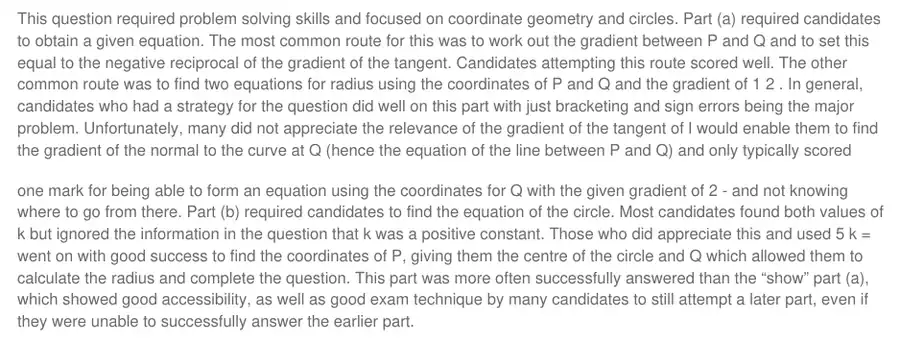 This question required problem solving skills and focused on coordinate geometry and circles. Part (a) required candidates
to obtain a given equation. The most common route for this was to work out the gradient between P and Q and to set this
equal to the negative reciprocal of the gradient of the tangent. Candidates attempting this route scored well. The other
common route was to find two equations for radius using the coordinates of P and Q and the gradient of 1 2 . In general,
candidates who had a strategy for the question did well on this part with just bracketing and sign errors being the major
problem. Unfortunately, many did not appreciate the relevance of the gradient of the tangent of l would enable them to find
the gradient of the normal to the curve at Q (hence the equation of the line between P and Q) and only typically scored
one mark for being able to form an equation using the coordinates for Q with the given gradient of 2 - and not knowing
where to go from there. Part (b) required candidates to find the equation of the circle. Most candidates found both values of
k but ignored the information in the question that k was a positive constant. Those who did appreciate this and used 5 k =
went on with good success to find the coordinates of P, giving them the centre of the circle and Q which allowed them to
calculate the radius and complete the question. This part was more often successfully answered than the “show” part (a),
which showed good accessibility, as well as good exam technique by many candidates to still attempt a later part, even if
they were unable to successfully answer the earlier part.